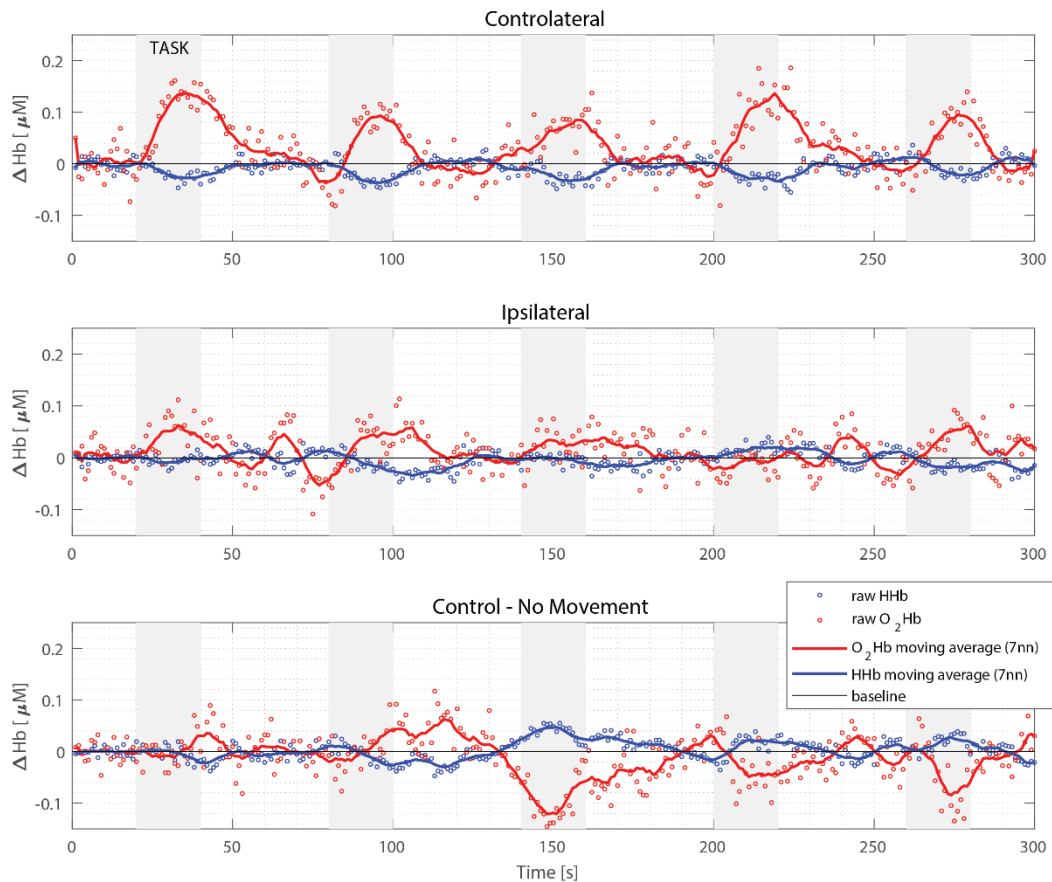 Controlateral
TASK
0.2
0.1
0
-0.1
Δ Hb [ μM]
0 50 100 150 200 250 300
Ipsilateral
0.2
0.1
0
-0.1
Δ Hb [ μM]
0 50 100 150 200 250 300
Control - No Movement
raw HHb
raw O2Hb
O2Hb moving average (7nn)
HHb moving average (7nn)
baseline
0.2
0.1
0
-0.1
Δ Hb [ μM]
0 50 100 150 200 250 300
Time [s]